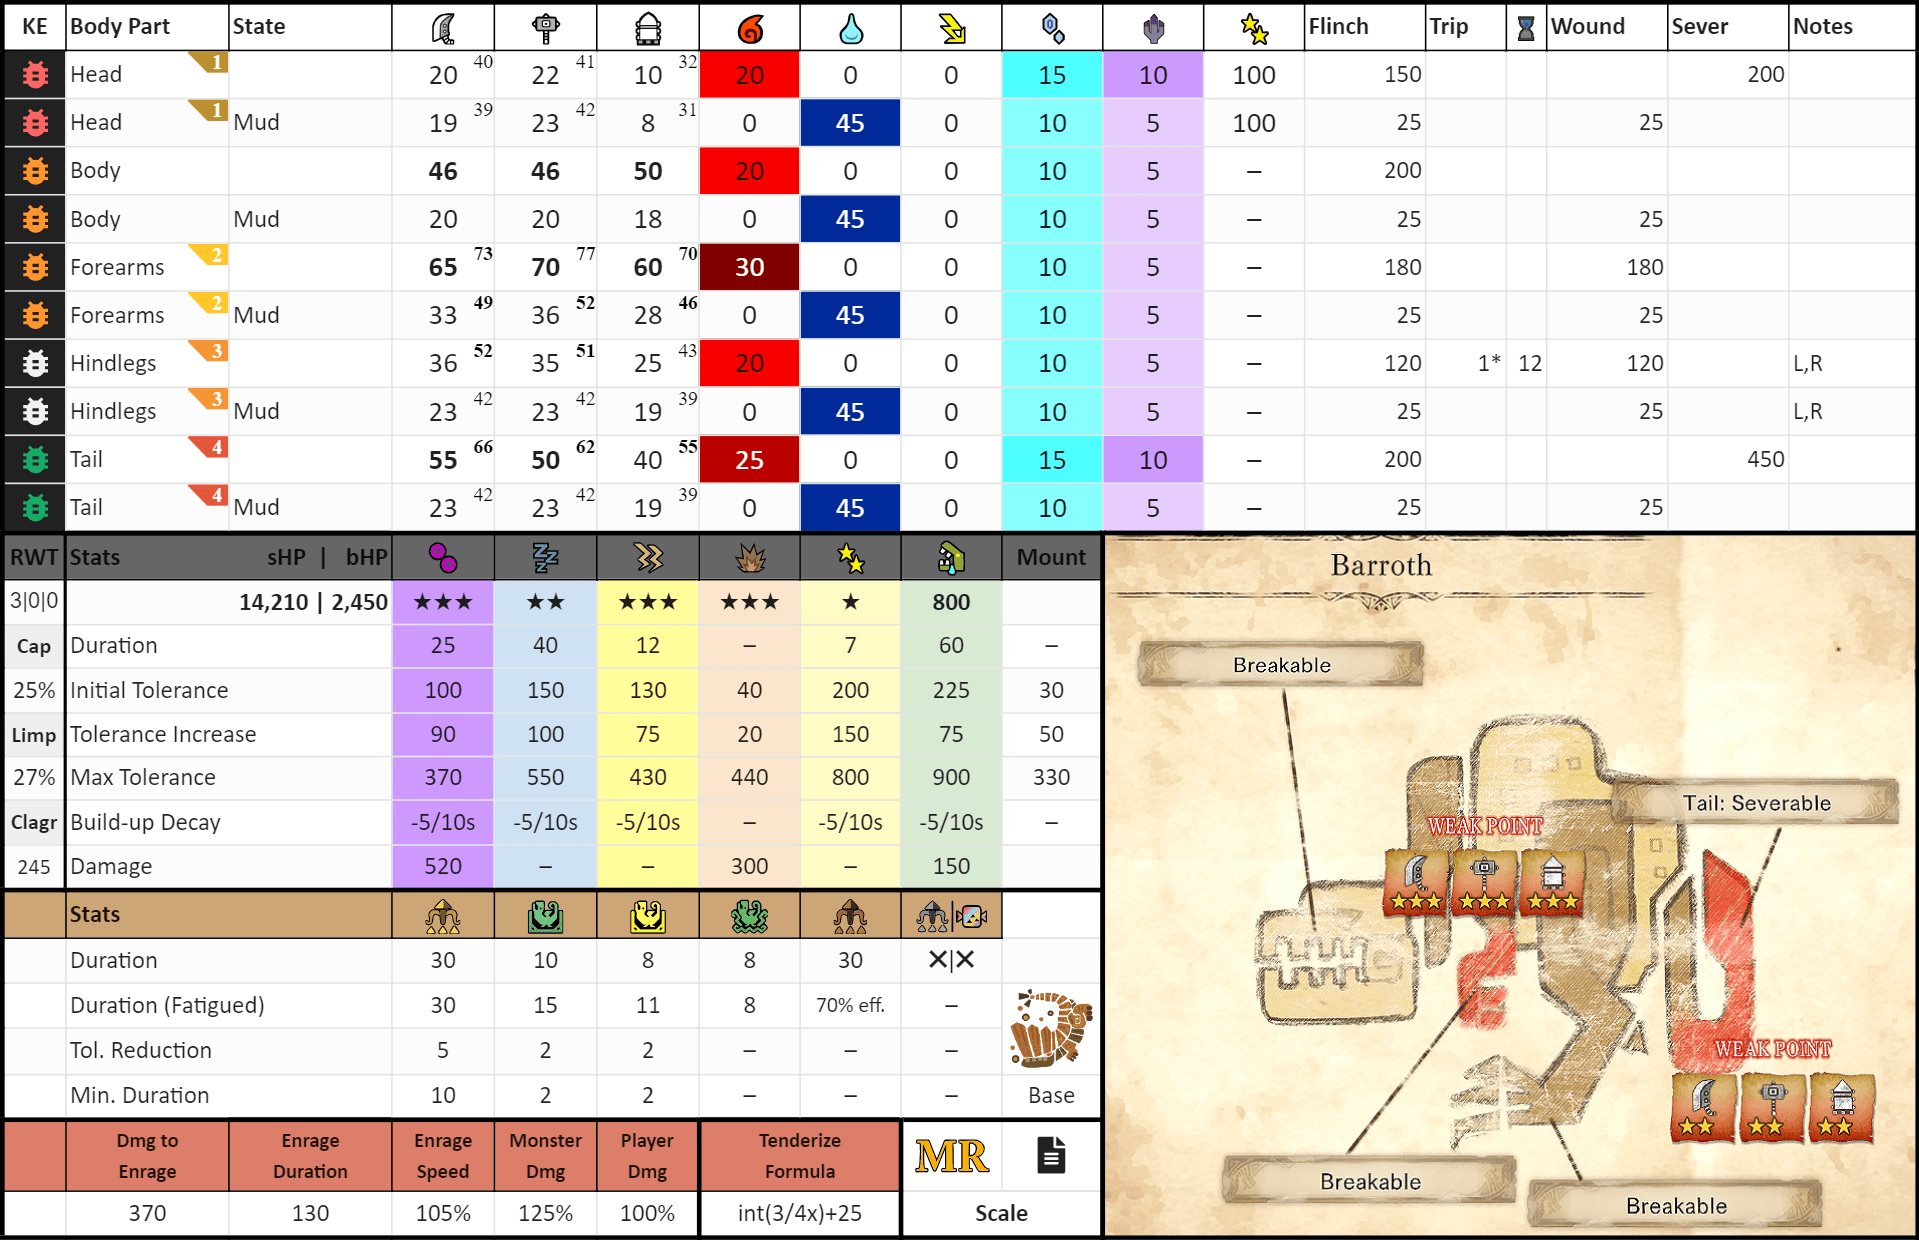 KE Body Part State Flinch Trip Wound Sever Notes
Head 1 20 40 22 41 10 32 20 0 0 15 10 100 150 200
Head 1 Mud 19 39 23 42 8 31 0 45 0 10 5 100 25 25
Body 46 46 50 20 0 0 10 5 – 200
Body Mud 20 20 18 0 45 0 10 5 – 25 25
Forearms 2 65 73 70 77 60 70 30 0 0 10 5 – 180 180
Forearms 2 Mud 33 49 36 52 28 46 0 45 0 10 5 – 25 25
Hindlegs 3 36 52 35 51 25 43 20 0 0 10 5 – 120 1* 12 120 L,R
Hindlegs 3 Mud 23 42 23 42 19 39 0 45 0 10 5 – 25 25 L,R
Tail 4 55 66 50 62 40 55 25 0 0 15 10 – 200 450
Tail 4 Mud 23 42 23 42 19 39 0 45 0 10 5 – 25 25
RWT Stats sHP | bHP Mount
3|0|0 14,210 | 2,450 ★★★ ★★ ★★★ ★★★ ★ 800
Cap Duration 25 40 12 – 7 60 –
25% Initial Tolerance 100 150 130 40 200 225 30
Limp Tolerance Increase 90 100 75 20 150 75 50
27% Max Tolerance 370 550 430 440 800 900 330
Clagr Build-up Decay -5/10s -5/10s -5/10s – -5/10s -5/10s –
245 Damage 520 – – 300 – 150
Stats
Duration 30 10 8 8 30 ✕|✕
Duration (Fatigued) 30 15 11 8 70% eff. –
Tol. Reduction 5 2 2 – – –
Min. Duration 10 2 2 – – – Base
Dmg to Enrage Enrage Duration Enrage Speed Monster Dmg Player Dmg Tenderize Formula MR
370 130 105% 125% 100% int(3/4x)+25 Scale
Barroth
Breakable
Tail: Severable
WEAK POINT
WEAK POINT
Breakable
Breakable